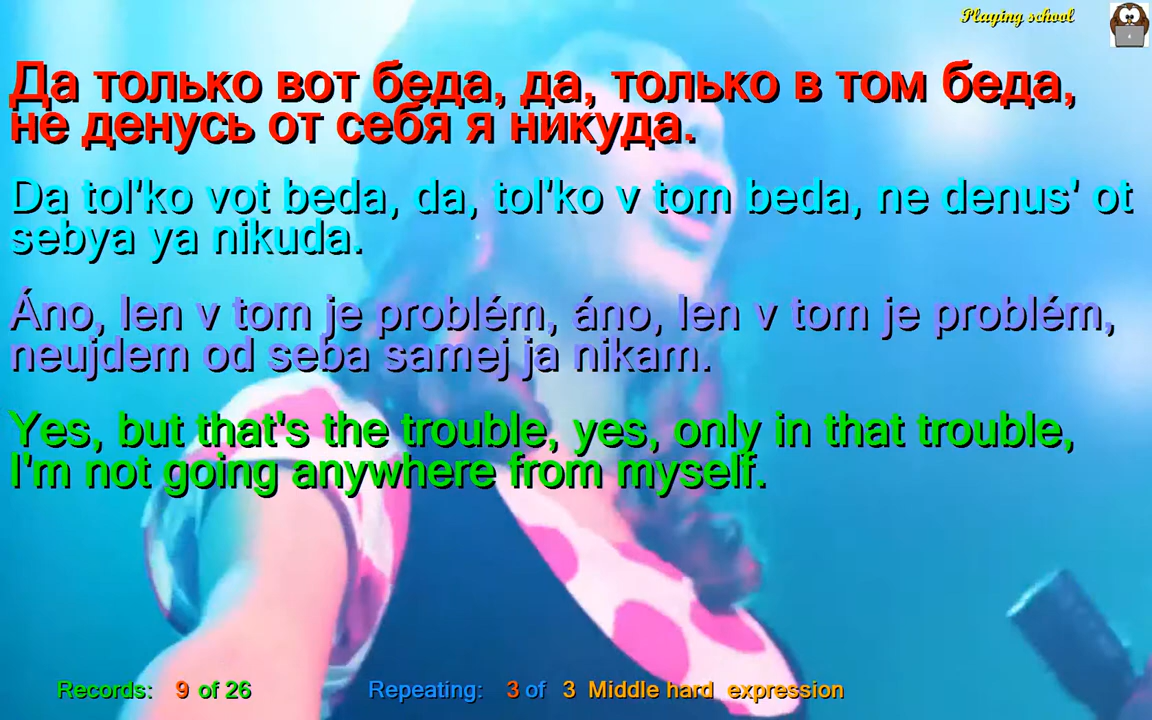 Playing school
Да только вот беда, да, только в том беда,
не денусь от себя я никуда.
Da tol'ko vot beda, da, tol'ko v tom beda, ne denus' ot
sebya ya nikuda.
Áno, len v tom je problém, áno, len v tom je problém,
neujdem od seba samej ja nikam.
Yes, but that's the trouble, yes, only in that trouble,
I'm not going anywhere from myself.
Records: 9 of 26 Repeating: 3 of 3 Middle hard expression